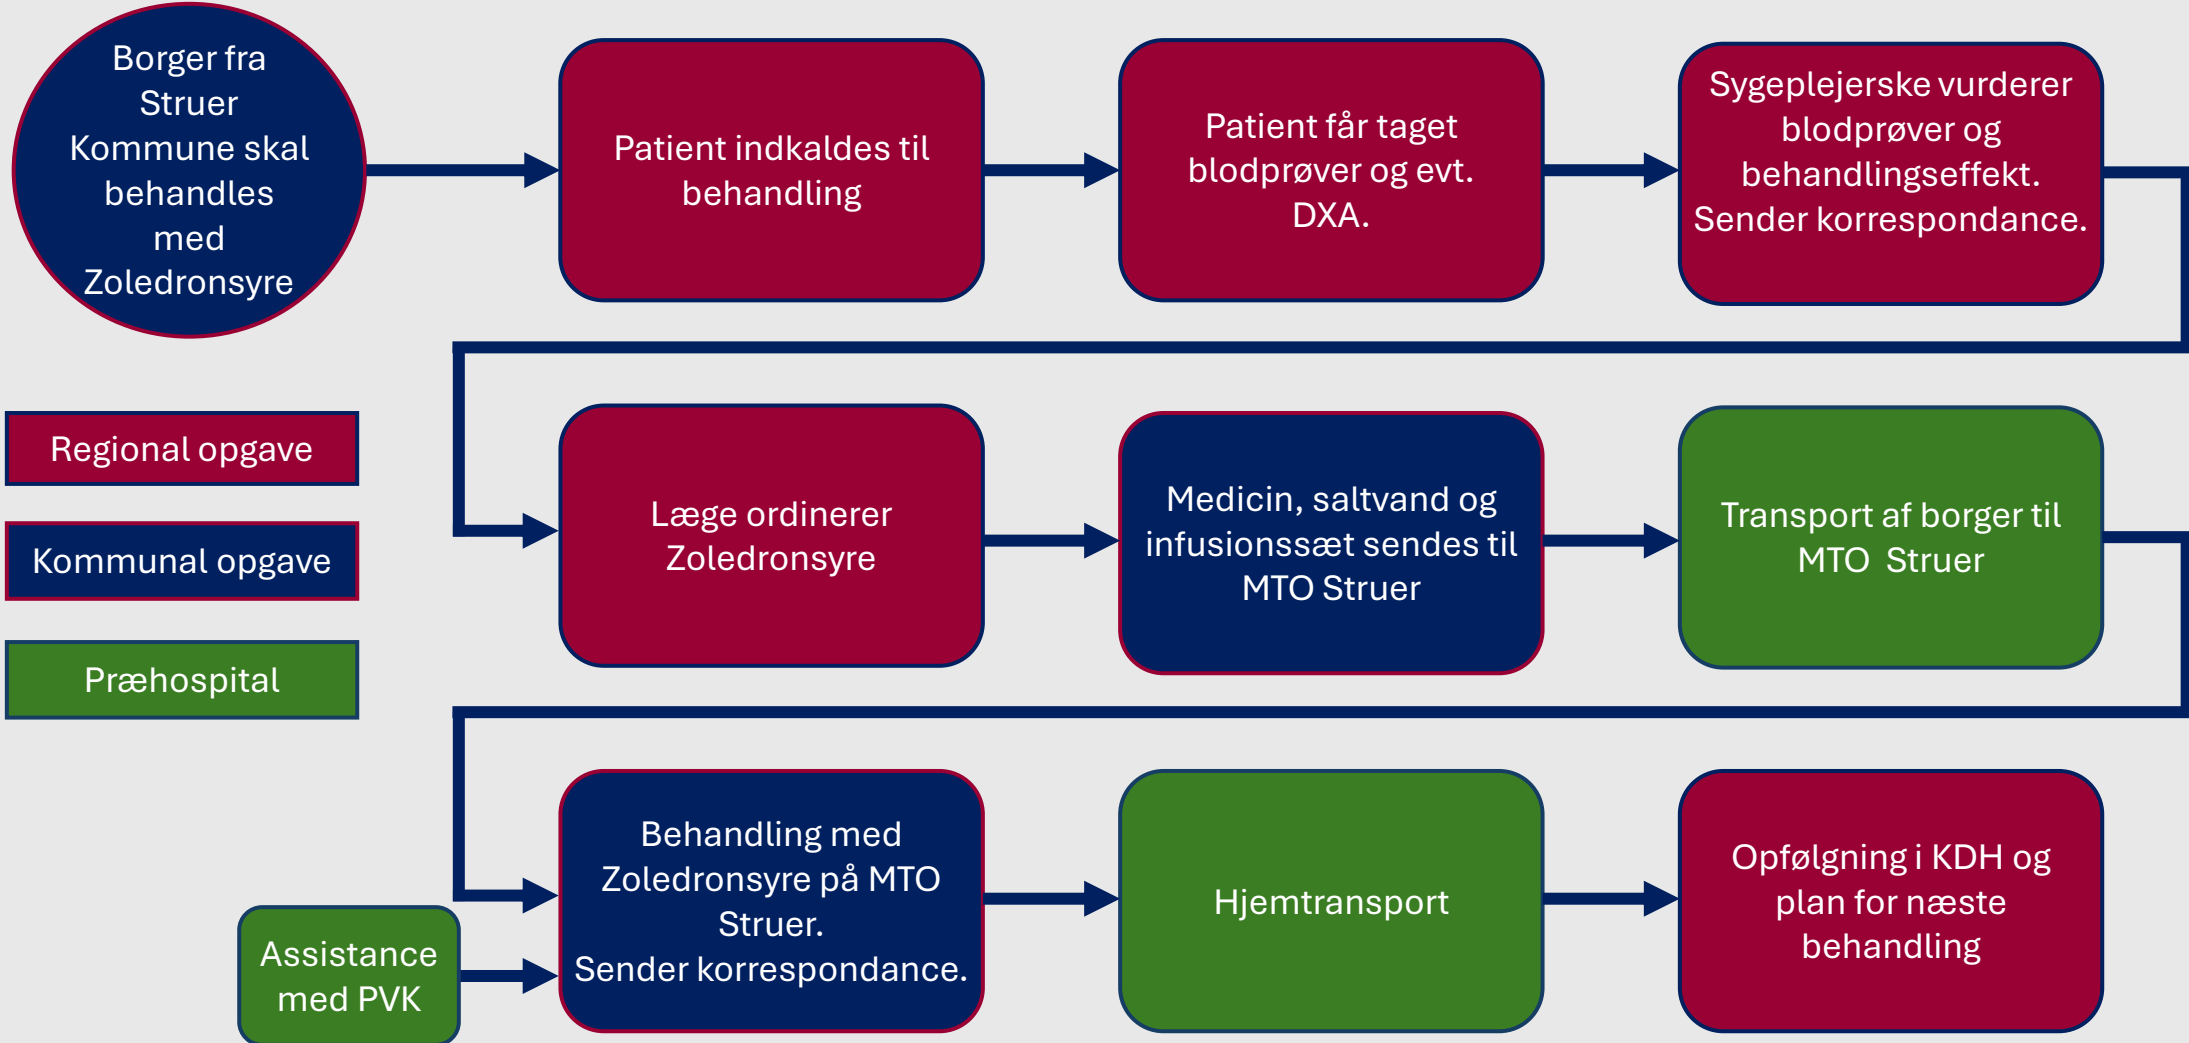 Borger fra
Struer
Kommune skal
behandles
med
Zoledronsyre
Patient indkaldes til
behandling
Patient får taget
blodprøver og evt.
DXA.
Sygeplejerske vurderer
blodprøver og
behandlingseffekt.
Sender korrespondance.
Regional opgave
Kommunal opgave
Præhospital
Læge ordinerer
Zoledronsyre
Medicin, saltvand og
infusionssæt sendes til
MTO Struer
Transport af borger til
MTO  Struer
Assistance
med PVK
Behandling med
Zoledronsyre på MTO
Struer.
Sender korrespondance.
Hjemtransport
Opfølgning i KDH og
plan for næste
behandling